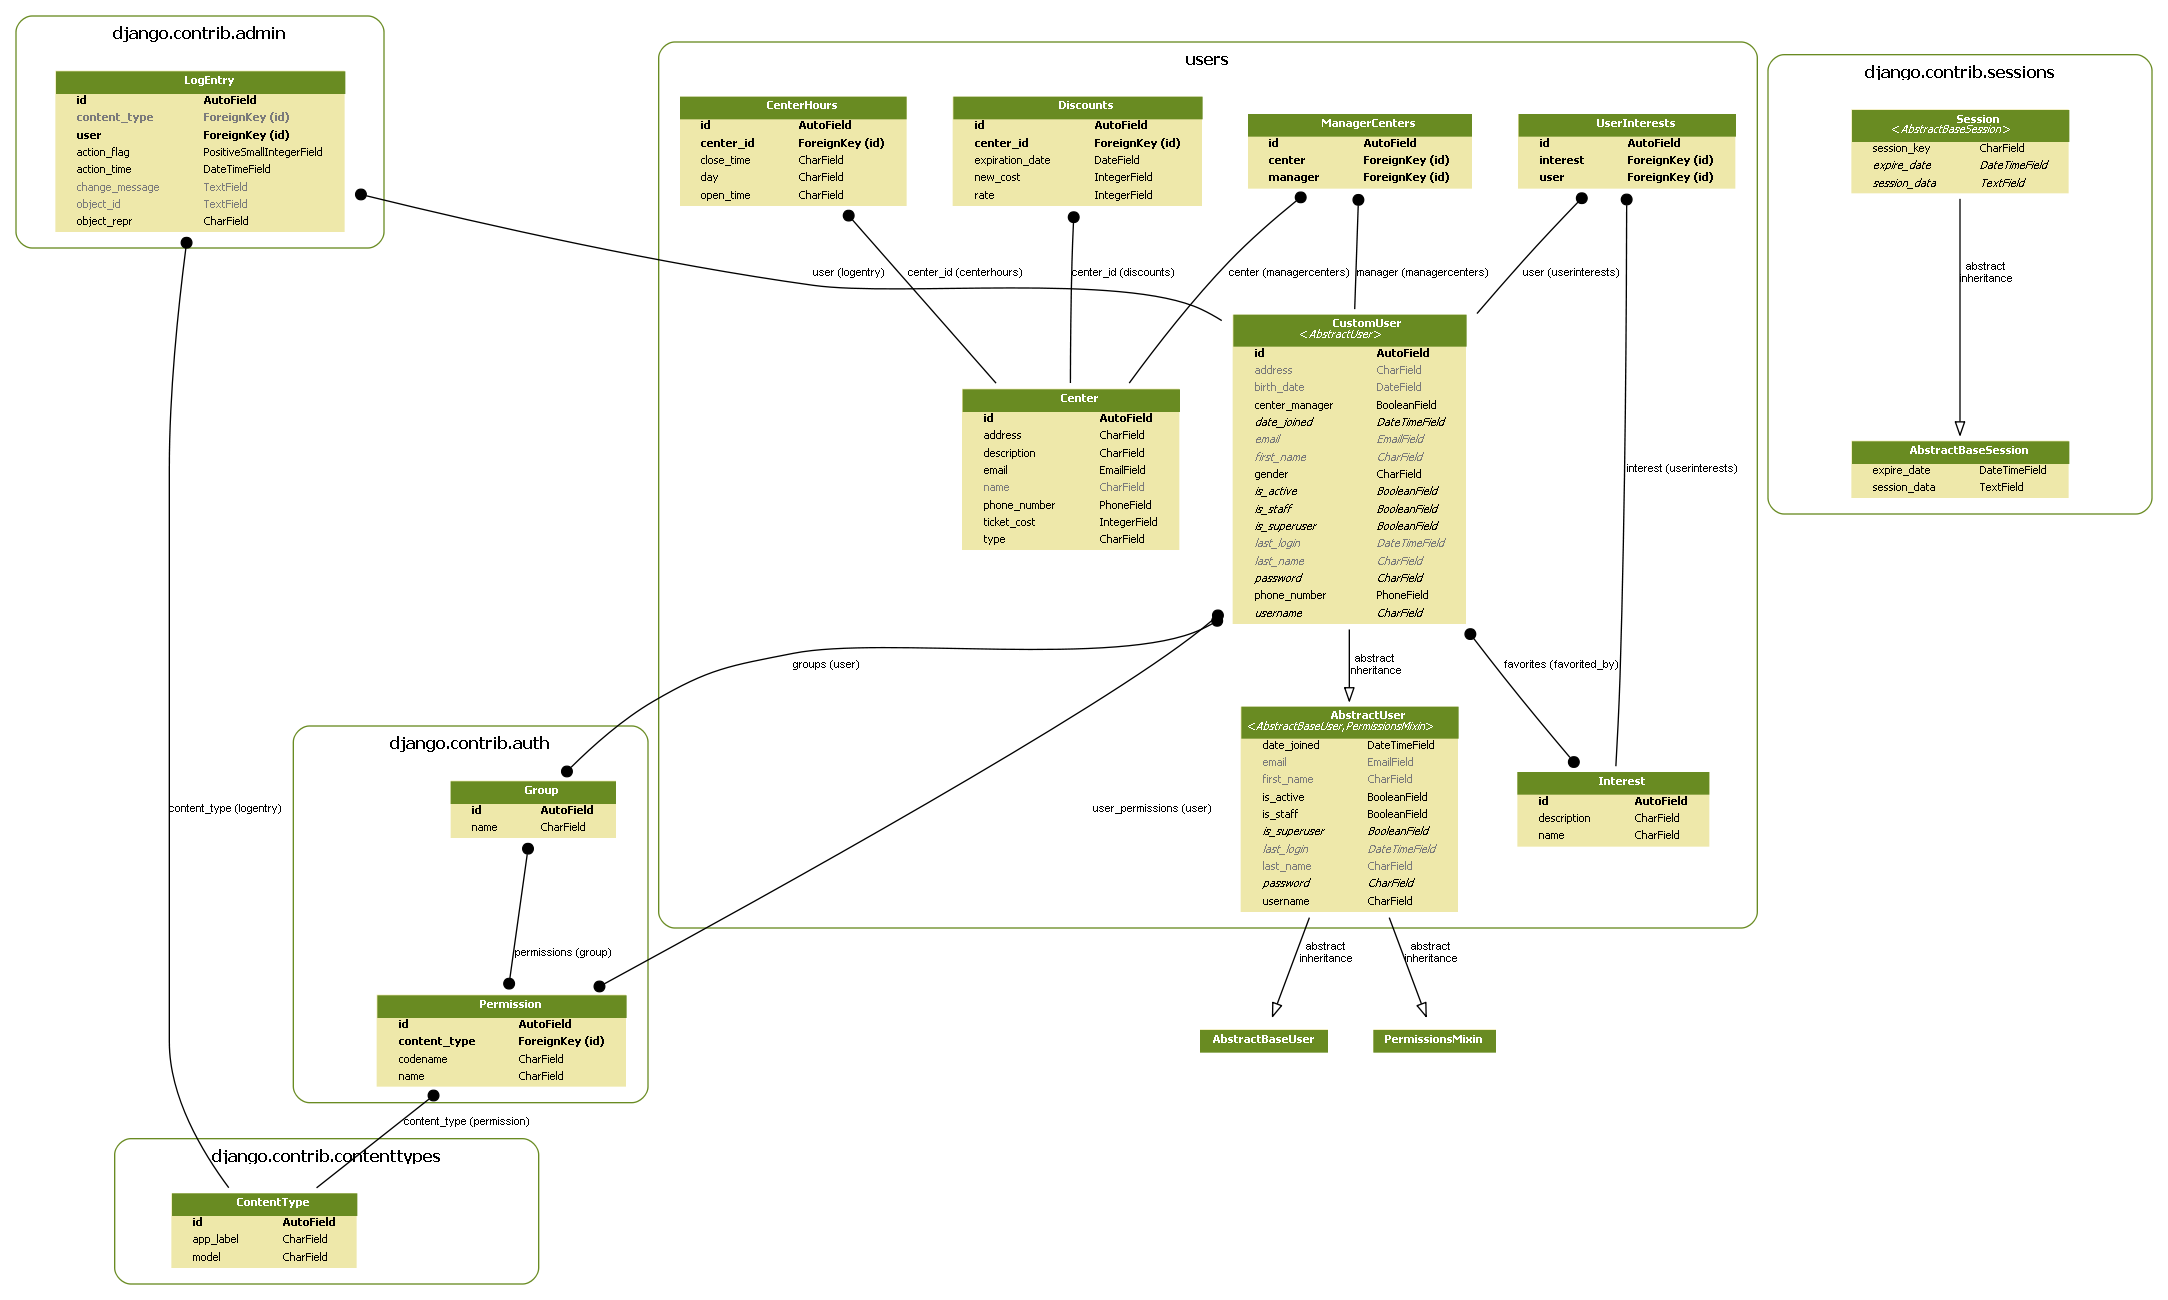 django.contrib.admin
LogEntry
id AutoField
content_type ForeignKey (id)
user ForeignKey (id)
action_flag PositiveSmallIntegerField
action_time DateTimeField
change_message TextField
object_id TextField
object_repr CharField
users
CenterHours
id AutoField
center_id ForeignKey (id)
close_time CharField
day CharField
open_time CharField
Discounts
id AutoField
center_id ForeignKey (id)
expiration_date DateField
new_cost IntegerField
rate IntegerField
ManagerCenters
id AutoField
center ForeignKey (id)
manager ForeignKey (id)
UserInterests
id AutoField
interest ForeignKey (id)
user ForeignKey (id)
django.contrib.sessions
Session
<AbstractBaseSession>
session_key CharField
expire_date DateTimeField
session_data TextField
user (logentry)
center_id (centerhours)
center_id (discounts)
center (managercenters)
manager (managercenters)
user (userinterests)
abstract
inheritance
CustomUser
<AbstractUser>
id AutoField
address CharField
birth_date DateField
center_manager BooleanField
date_joined DateTimeField
email EmailField
first_name CharField
gender CharField
is_active BooleanField
is_staff BooleanField
is_superuser BooleanField
last_login DateTimeField
last_name CharField
password CharField
phone_number PhoneField
username CharField
Center
id AutoField
address CharField
description CharField
email EmailField
name CharField
phone_number PhoneField
ticket_cost IntegerField
type CharField
interest (userinterests)
AbstractBaseSession
expire_date DateTimeField
session_data TextField
groups (user)
abstract
inheritance
favorites (favorited_by)
AbstractUser
<AbstractBaseUser,PermissionsMixin>
date_joined DateTimeField
email EmailField
first_name CharField
is_active BooleanField
is_staff BooleanField
is_superuser BooleanField
last_login DateTimeField
last_name CharField
password CharField
username CharField
Interest
id AutoField
description CharField
name CharField
django.contrib.auth
Group
id AutoField
name CharField
content_type (logentry)
user_permissions (user)
permissions (group)
abstract
inheritance
abstract
inheritance
Permission
id AutoField
content_type ForeignKey (id)
codename CharField
name CharField
AbstractBaseUser
PermissionsMixin
content_type (permission)
django.contrib.contenttypes
ContentType
id AutoField
app_label CharField
model CharField